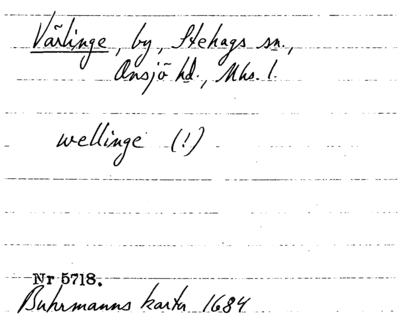 Värlinge, by, Stehags sn.,
Onsjö hd., Mhs. l.
wellinge (!)
Nr 5718.
Buhrmanns karta 1684